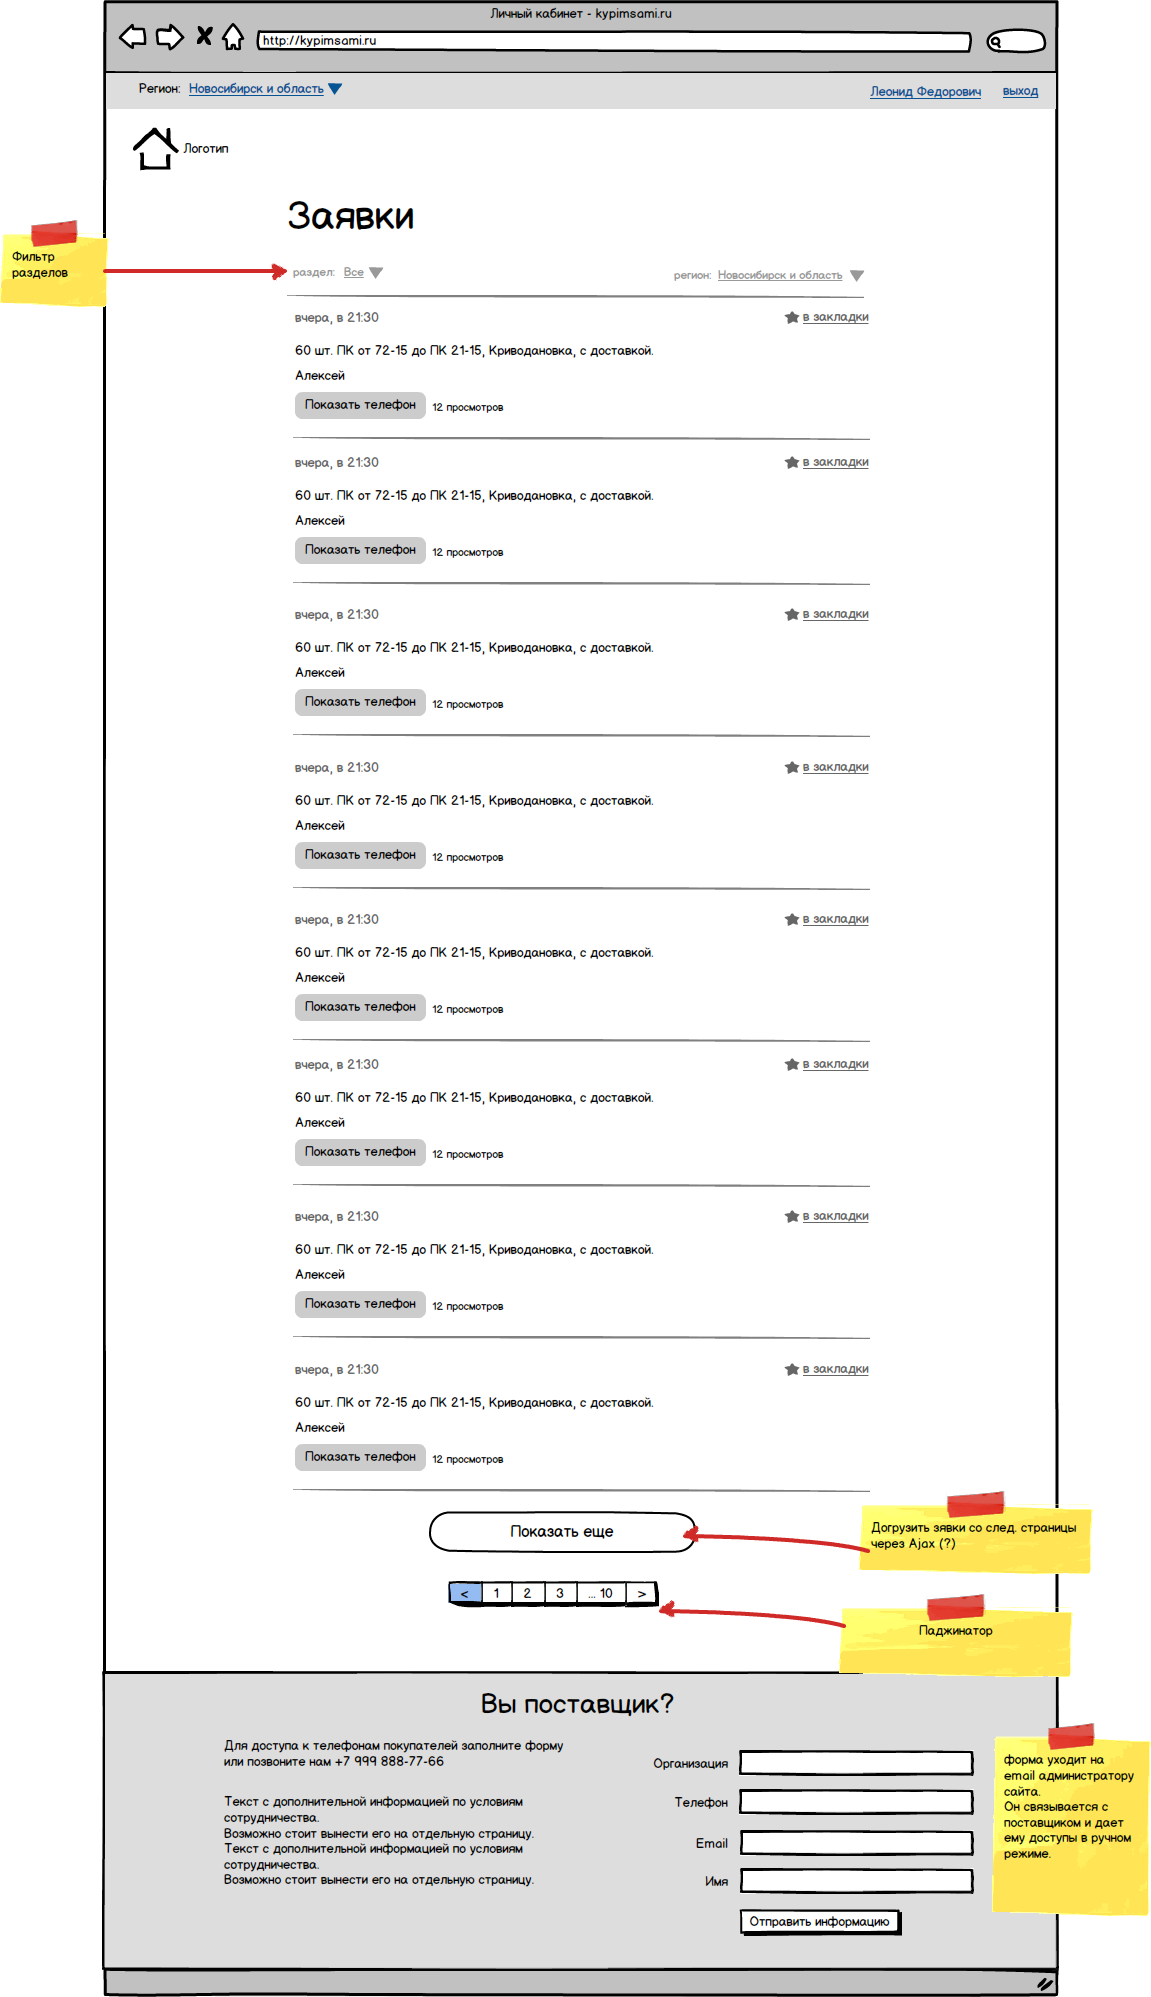 Личный кабинет - kypimsami.ru
http://kypimsami.ru
Регион: Новосибирск и область
Леонид Федорович выход
Логотип
Заявки
Фильтр
разделов
раздел: Все
регион: Новосибирск и область
вчера, в 21:30 в закладки
60 шт. ПК от 72-15 до ПК 21-15, Криводановка, с доставкой.
Алексей
Показать телефон 12 просмотров
вчера, в 21:30 в закладки
60 шт. ПК от 72-15 до ПК 21-15, Криводановка, с доставкой.
Алексей
Показать телефон 12 просмотров
вчера, в 21:30 в закладки
60 шт. ПК от 72-15 до ПК 21-15, Криводановка, с доставкой.
Алексей
Показать телефон 12 просмотров
вчера, в 21:30 в закладки
60 шт. ПК от 72-15 до ПК 21-15, Криводановка, с доставкой.
Алексей
Показать телефон 12 просмотров
вчера, в 21:30 в закладки
60 шт. ПК от 72-15 до ПК 21-15, Криводановка, с доставкой.
Алексей
Показать телефон 12 просмотров
вчера, в 21:30 в закладки
60 шт. ПК от 72-15 до ПК 21-15, Криводановка, с доставкой.
Алексей
Показать телефон 12 просмотров
вчера, в 21:30 в закладки
60 шт. ПК от 72-15 до ПК 21-15, Криводановка, с доставкой.
Алексей
Показать телефон 12 просмотров
вчера, в 21:30 в закладки
60 шт. ПК от 72-15 до ПК 21-15, Криводановка, с доставкой.
Алексей
Показать телефон 12 просмотров
Показать еще
Догрузить зявки со след. страницы
через Ajax (?)
< 1 2 3 ... 10 >
Паджинатор
Вы поставщик?
Для доступа к телефонам покупателей заполните форму
или позвоните нам +7 999 888-77-66
Текст с дополнительной информацией по условиям
сотрудничества.
Возможно стоит вынести его на отдельную страницу.
Текст с дополнительной информацией по условиям
сотрудничества.
Возможно стоит вынести его на отдельную страницу.
Организация
Телефон
Email
Имя
Отправить информацию
форма уходит на
email администратору
сайта.
Он связывается с
поставщиком и дает
ему доступы в ручном
режиме.